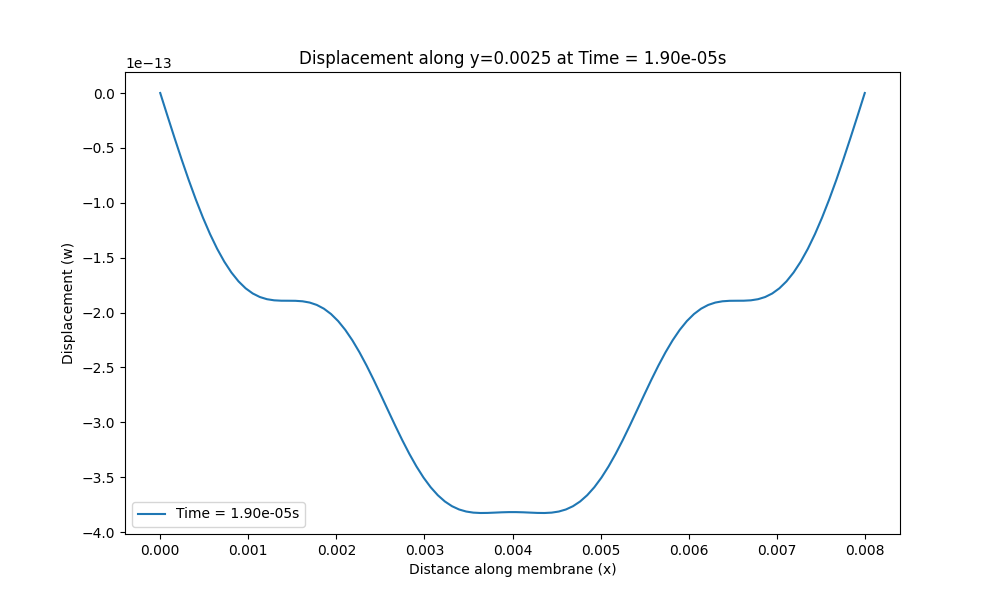 Displacement along y=0.0025 at Time = 1.90e-05s
1e−13
0.0
−0.5
−1.0
−1.5
−2.0
−2.5
−3.0
−3.5
−4.0
Displacement (w)
Time = 1.90e-05s
0.000 0.001 0.002 0.003 0.004 0.005 0.006 0.007 0.008
Distance along membrane (x)